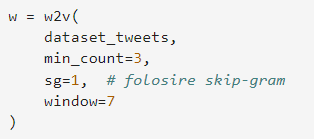 w = w2v(
    dataset_tweets,
    min_count=3,
    sg=1,  # folosire skip-gram
    window=7
)